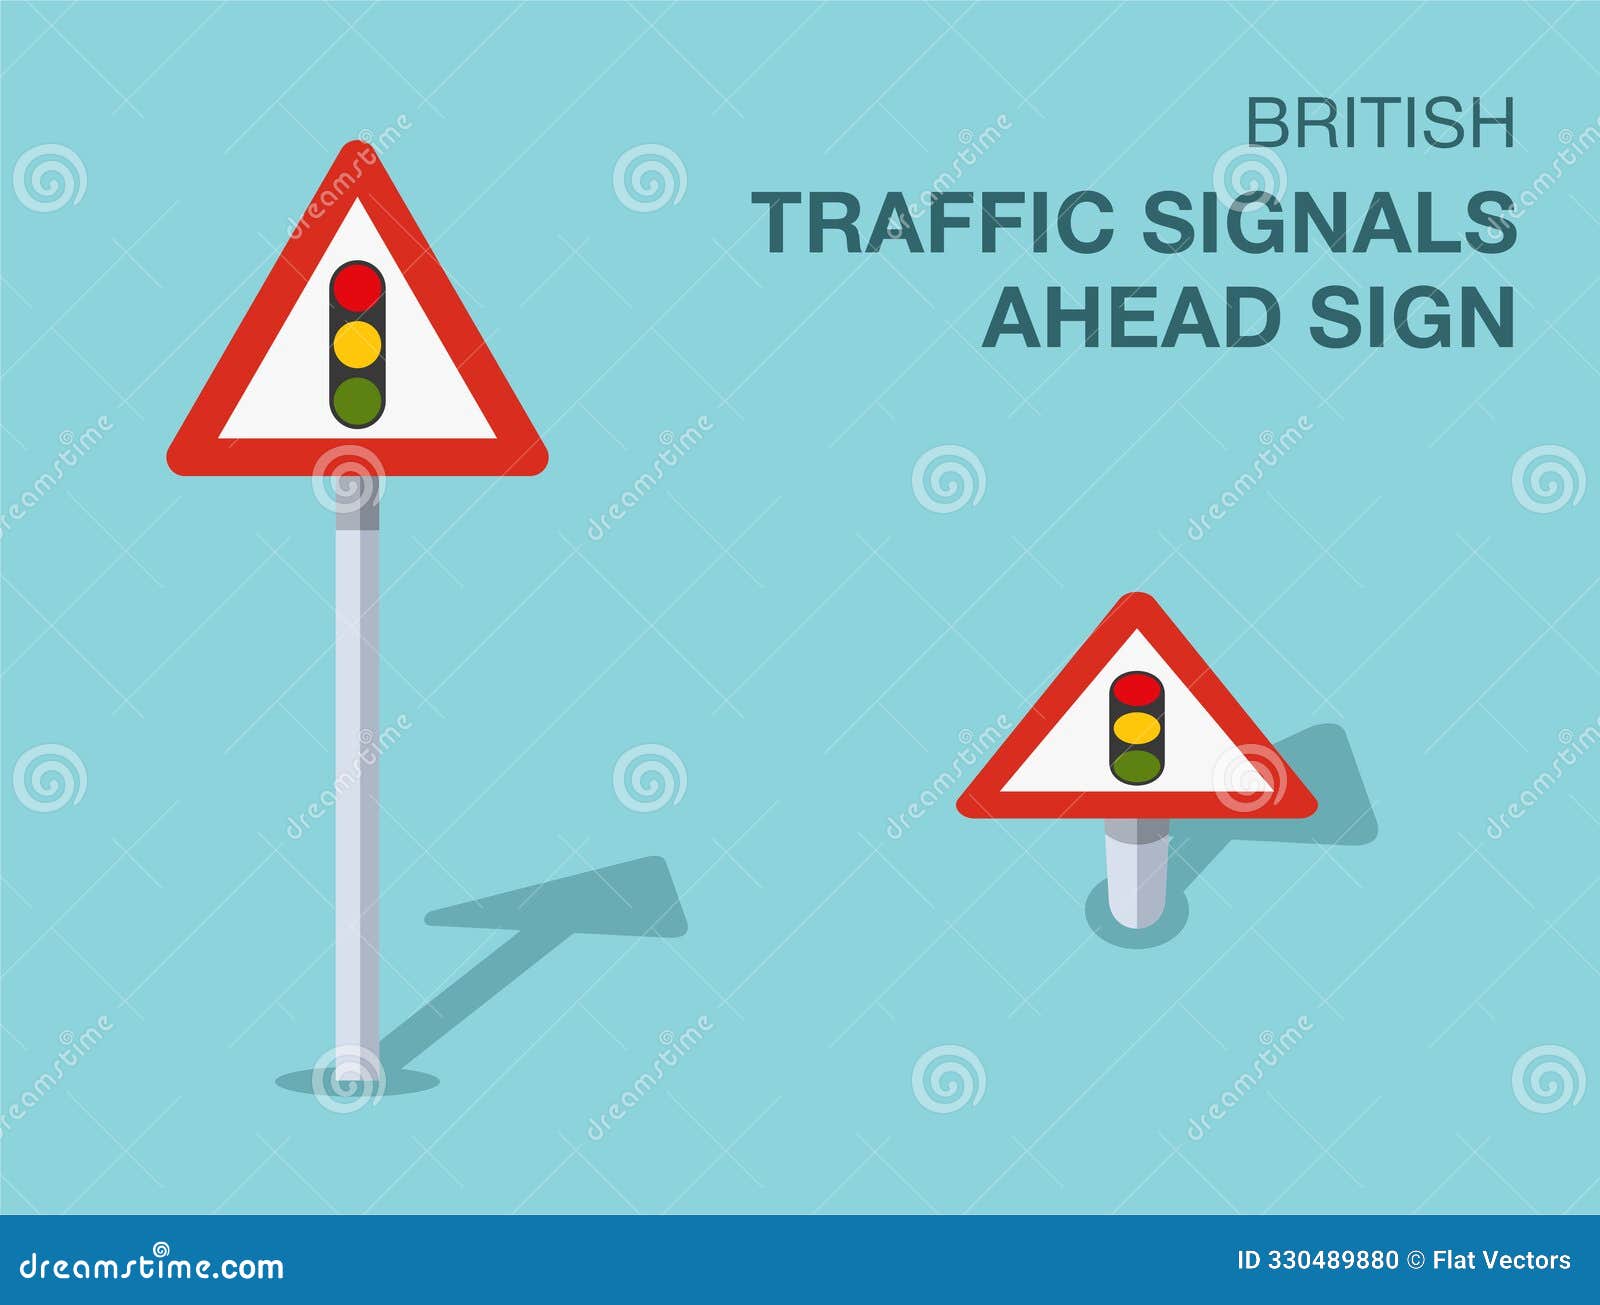 BRITISH
TRAFFIC SIGNALS
AHEAD SIGN
dreamstime.com
ID 330489880 © Flat Vectors